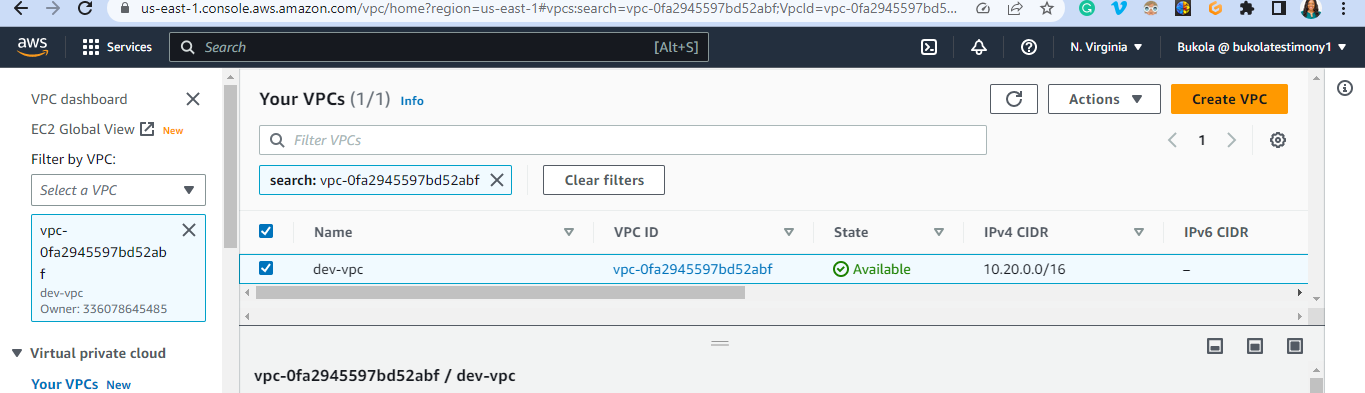 us-east-1.console.aws.amazon.com/vpc/home?region=us-east-1#vpcs:search=vpc-0fa2945597bd52abf;VpcId=vpc-0fa2945597bd5...
aws Services Search [Alt+S] N. Virginia Bukola @ bukolatestimony1
VPC dashboard
EC2 Global View New
Filter by VPC:
Select a VPC
vpc-
0fa2945597bd52ab
f
dev-vpc
Owner: 336078645485
Virtual private cloud
Your VPCs New
Your VPCs (1/1) Info
Actions
Create VPC
Filter VPCs
1
search: vpc-0fa2945597bd52abf
Clear filters
Name VPC ID State IPv4 CIDR IPv6 CIDR
dev-vpc vpc-0fa2945597bd52abf Available 10.20.0.0/16 –
vpc-0fa2945597bd52abf / dev-vpc